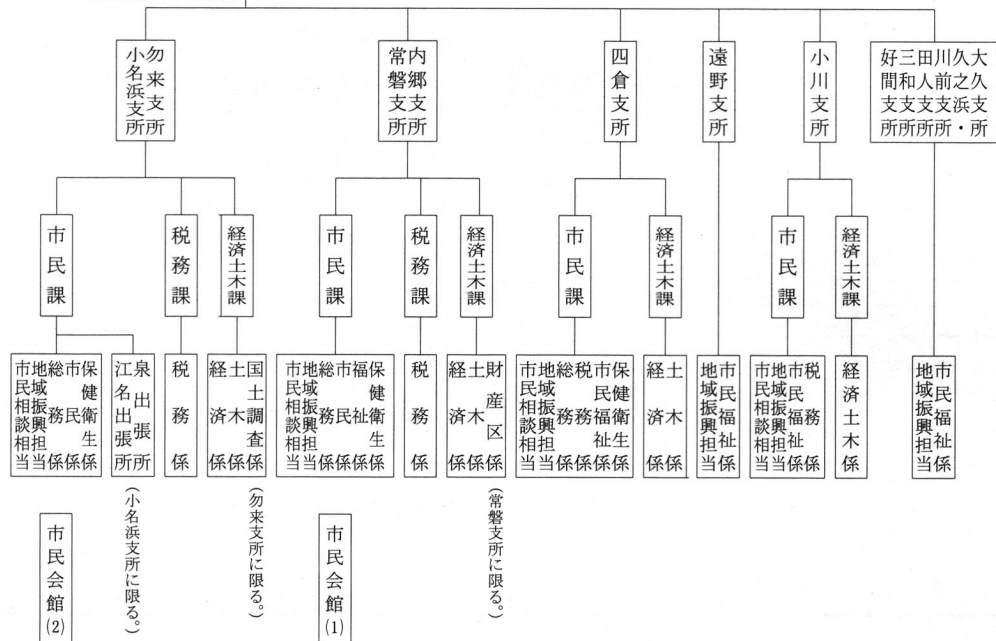 小名浜支所
勿来支所
常磐支所
内郷支所
四倉支所
遠野支所
小川支所
好間支所
三和支所
田人支所
川前支所
久之浜・
大久支所
市民課
税務課
経済土木課
市民課
税務課
経済土木課
市民課
経済土木課
市民課
経済土木課
市民相談相当
地域振興担当
総務係
市民係
保健衛生係
江名出張所
泉出張所
(小名浜支所に限る。)
税務係
経済係
土木係
国土調査係
(勿来支所に限る。)
市民相談相当
地域振興担当
総務係
市民係
福祉係
保健衛生係
税務係
経済係
土木係
財産区係
(常磐支所に限る。)
市民相談相当
地域振興担当
総務係
税務係
市民福祉係
保健衛生係
経済係
土木係
地域振興担当
市民福祉係
市民相談相当
地域振興担当
市民福祉係
税務係
経済土木係
地域振興担当
市民福祉係
市民会館(2)
市民会館(1)